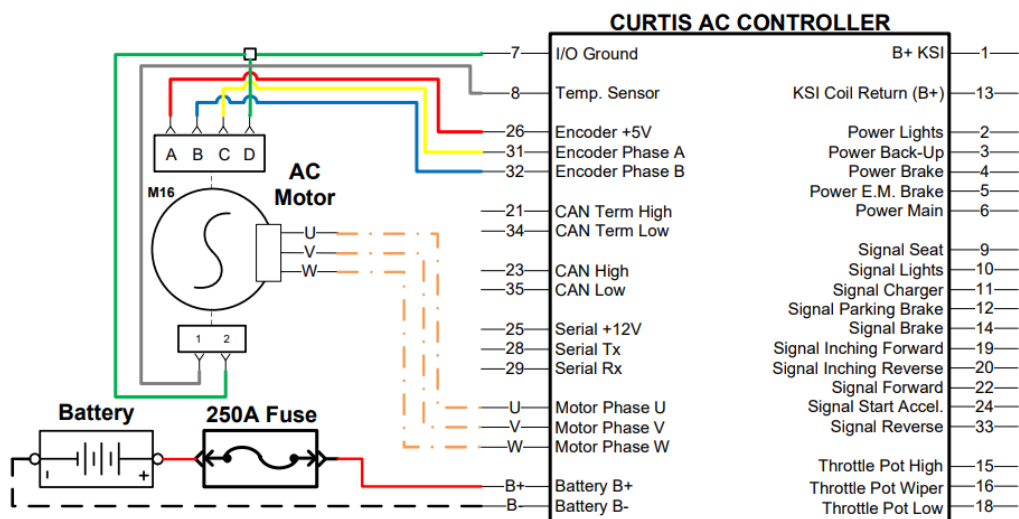 CURTIS AC CONTROLLER
7 I/O Ground
8 Temp. Sensor
26 Encoder +5V
31 Encoder Phase A
32 Encoder Phase B
21 CAN Term High
34 CAN Term Low
23 CAN High
35 CAN Low
25 Serial +12V
28 Serial Tx
29 Serial Rx
U Motor Phase U
V Motor Phase V
W Motor Phase W
B+ Battery B+
B- Battery B-
B+ KSI 1
KSI Coil Return (B+) 13
Power Lights 2
Power Back-Up 3
Power Brake 4
Power E.M. Brake 5
Power Main 6
Signal Seat 9
Signal Lights 10
Signal Charger 11
Signal Parking Brake 12
Signal Brake 14
Signal Inching Forward 19
Signal Inching Reverse 20
Signal Forward 22
Signal Start Accel. 24
Signal Reverse 33
Throttle Pot High 15
Throttle Pot Wiper 16
Throttle Pot Low 18
A B C D
M16
AC
Motor
U
V
W
1 2
Battery
- +
250A Fuse